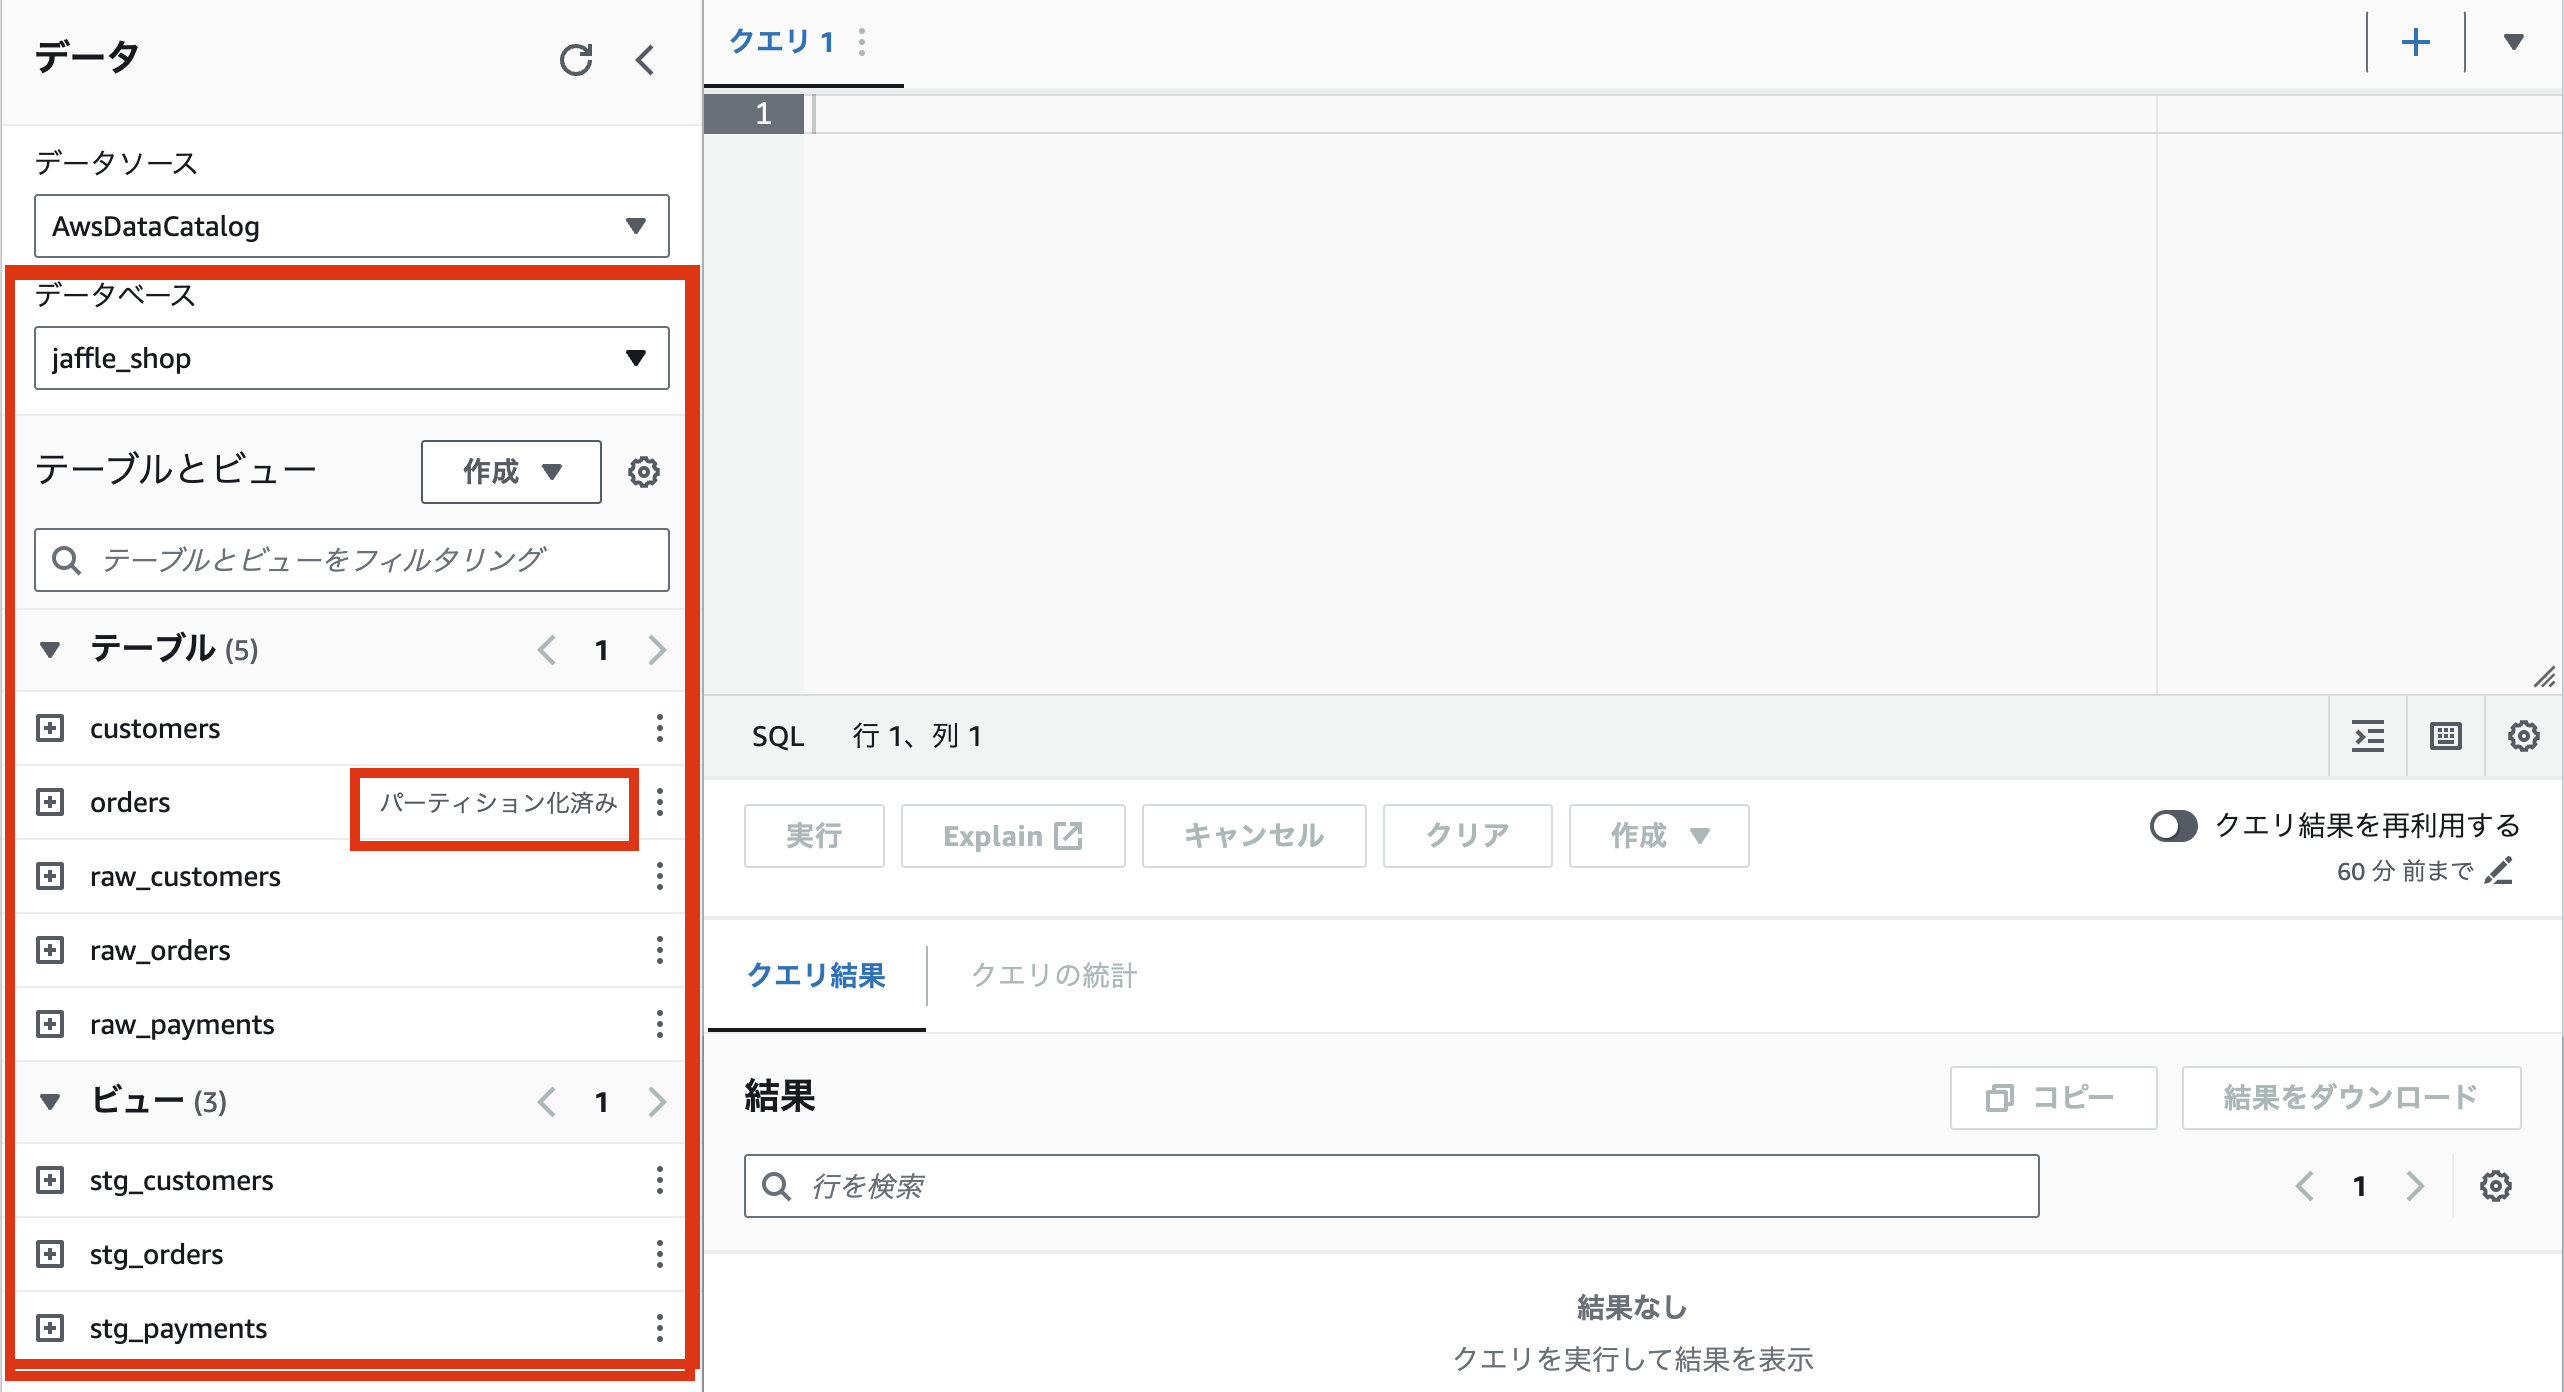 データ
データソース
AwsDataCatalog
データベース
jaffle_shop
テーブルとビュー
作成
テーブルとビューをフィルタリング
テーブル (5)
1
customers
orders パーティション化済み
raw_customers
raw_orders
raw_payments
ビュー (3)
1
stg_customers
stg_orders
stg_payments
クエリ 1
1
SQL 行 1、列 1
実行 Explain キャンセル クリア 作成
クエリ結果を再利用する
60 分 前まで
クエリ結果 クエリの統計
結果
コピー 結果をダウンロード
行を検索
1
結果なし
クエリを実行して結果を表示